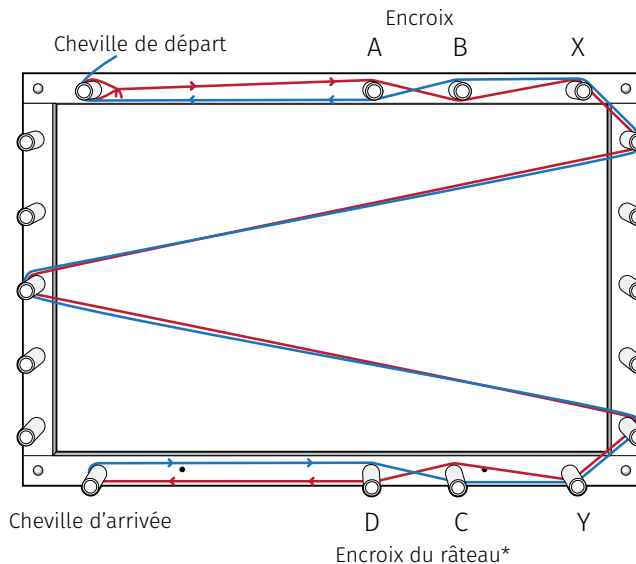 Encroix
Cheville de départ
A B X
Cheville d'arrivée
D C Y
Encroix du râteau*